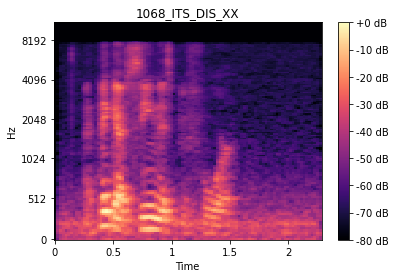 1068_ITS_DIS_XX
+0 dB
8192
-10 dB
-20 dB
4096
-30 dB
Hz
2048
-40 dB
1024
-50 dB
-60 dB
512
-70 dB
0
-80 dB
0 0.5 1 1.5 2
Time